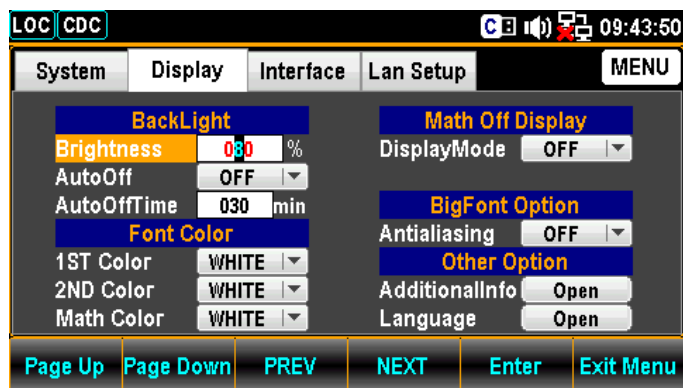 LOC CDC C 09:43:50
System Display Interface Lan Setup MENU
BackLight
Brightness 080 %
AutoOff OFF
AutoOffTime 030 min
Font Color
1ST Color WHITE
2ND Color WHITE
Math Color WHITE
Math Off Display
DisplayMode OFF
BigFont Option
Antialiasing OFF
Other Option
AdditionalInfo Open
Language Open
Page Up Page Down PREV NEXT Enter Exit Menu